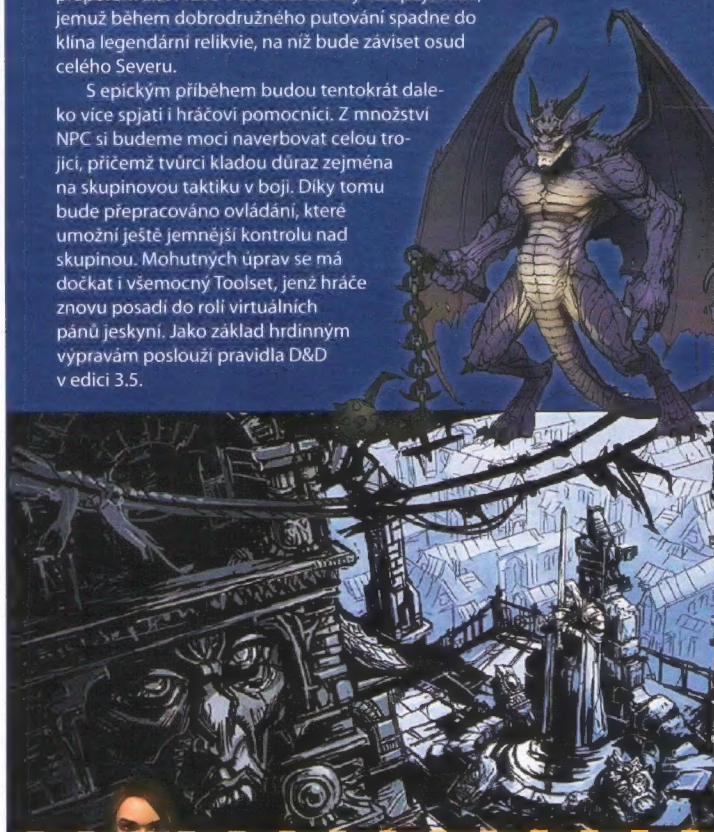 jemuž během dobrodružného putování spadne do
klína legendární relikvie, na níž bude záviset osud
celého Severu.
S epickým příběhem budou tentokrát dale-
ko více spjati i hráčovi pomocníci. Z množství
NPC si budeme moci naverbovat celou tro-
jici, přičemž tvůrci kladou důraz zejména
na skupinovou taktiku v boji. Díky tomu
bude přepracováno ovládání, které
umožní ještě jemnější kontrolu nad
skupinou. Mohutných úprav se má
dočkat i všemocný Toolset, jenž hráče
znovu posadí do rolí virtuálních
pánů jeskyní. Jako základ hrdinným
výpravám poslouží pravidla D&D
v edici 3.5.